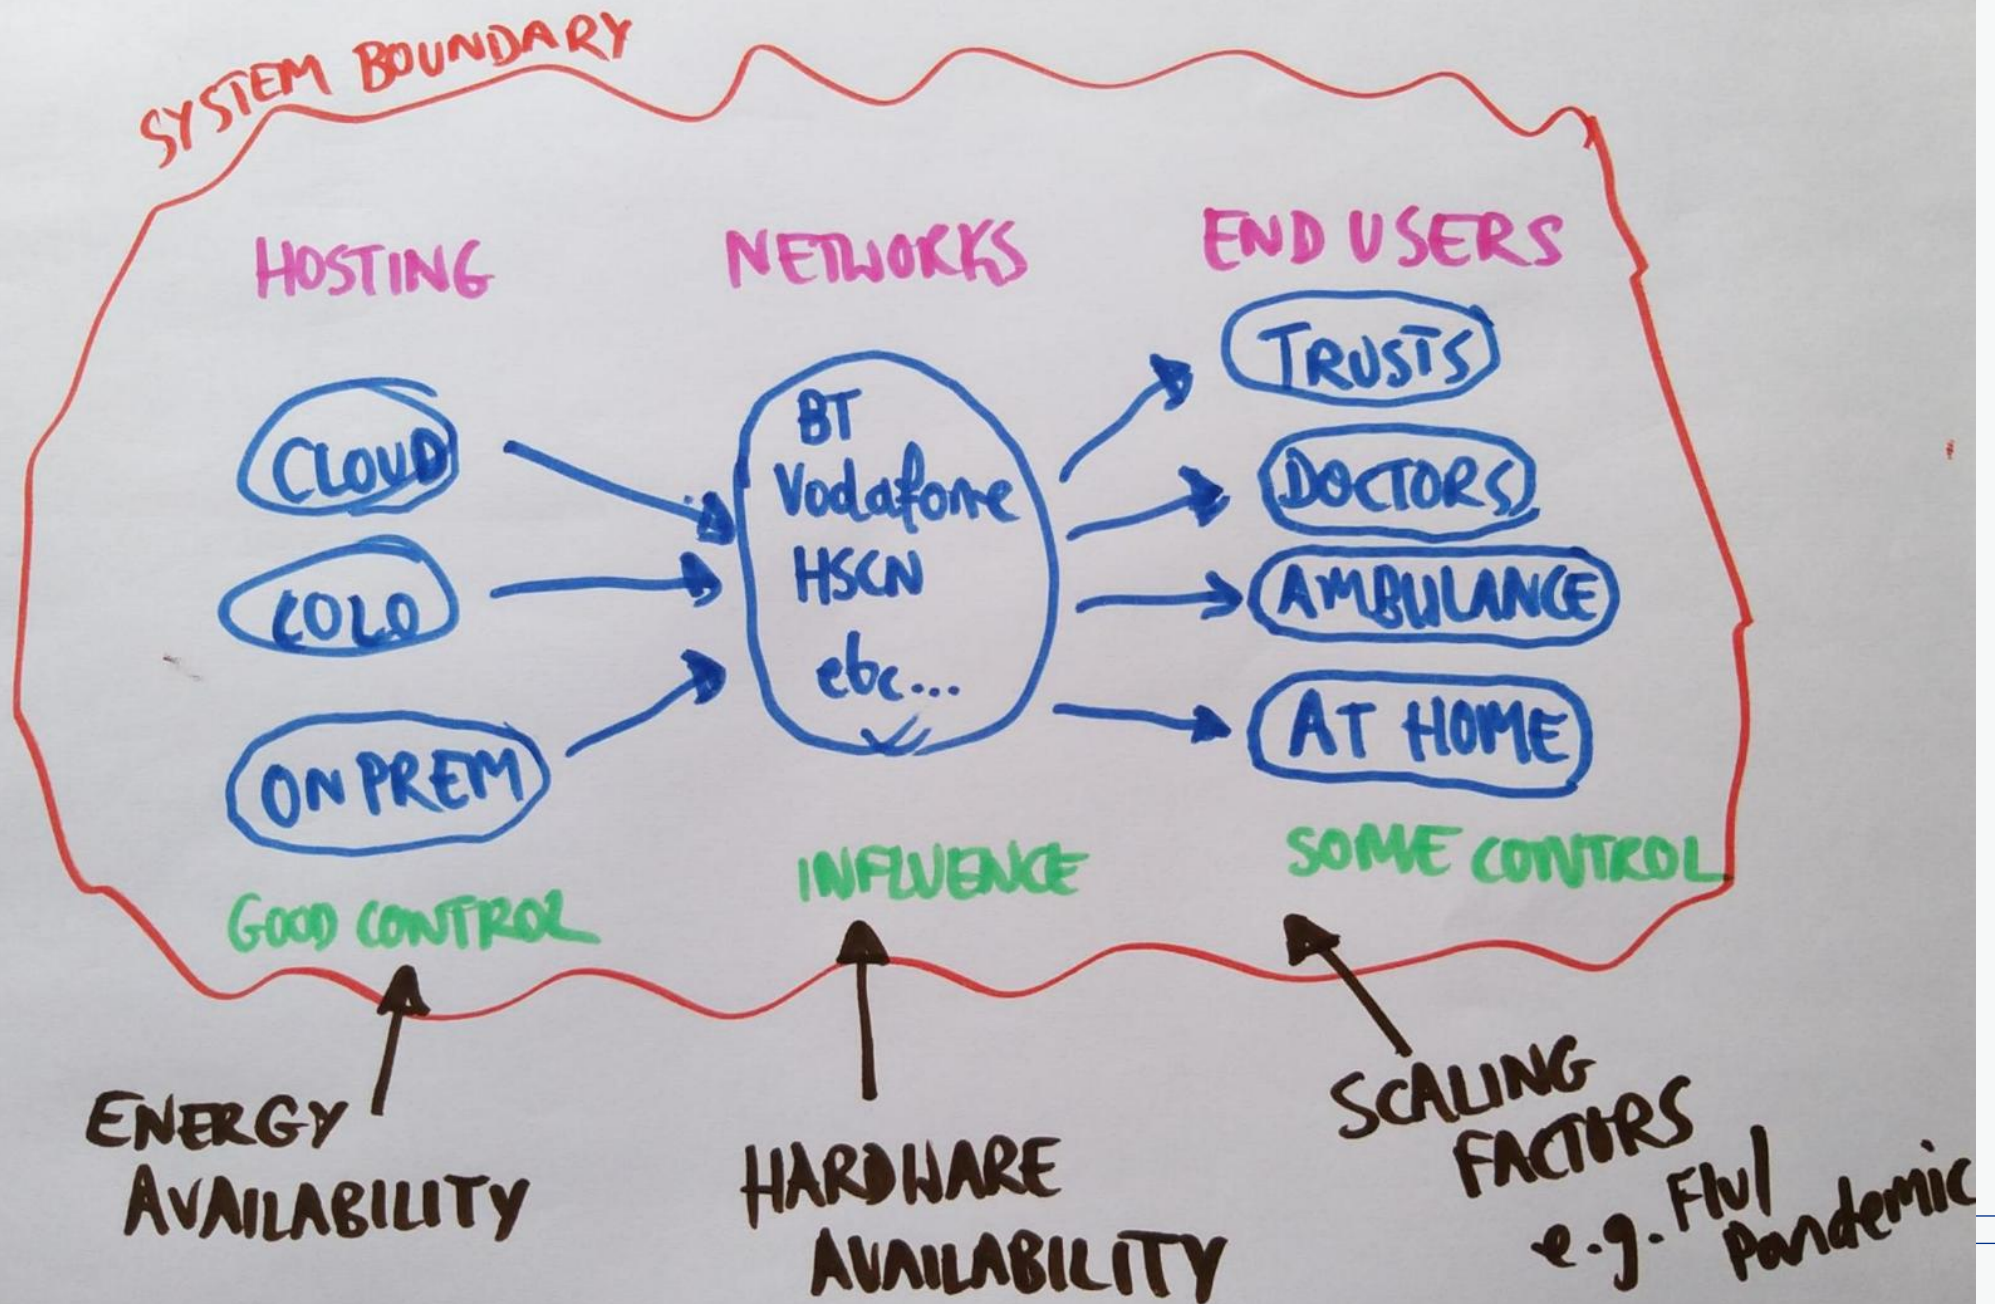 SYSTEM BOUNDARY
HOSTING
NETWORKS
END USERS
CLOUD
COLO
ON PREM
BT
Vodafone
HSCN
etc...
TRUSTS
DOCTORS
AMBULANCE
AT HOME
GOOD CONTROL
INFLUENCE
SOME CONTROL
ENERGY
AVAILABILITY
HARDWARE
AVAILABILITY
SCALING
FACTORS
e.g. Flu/
Pandemic